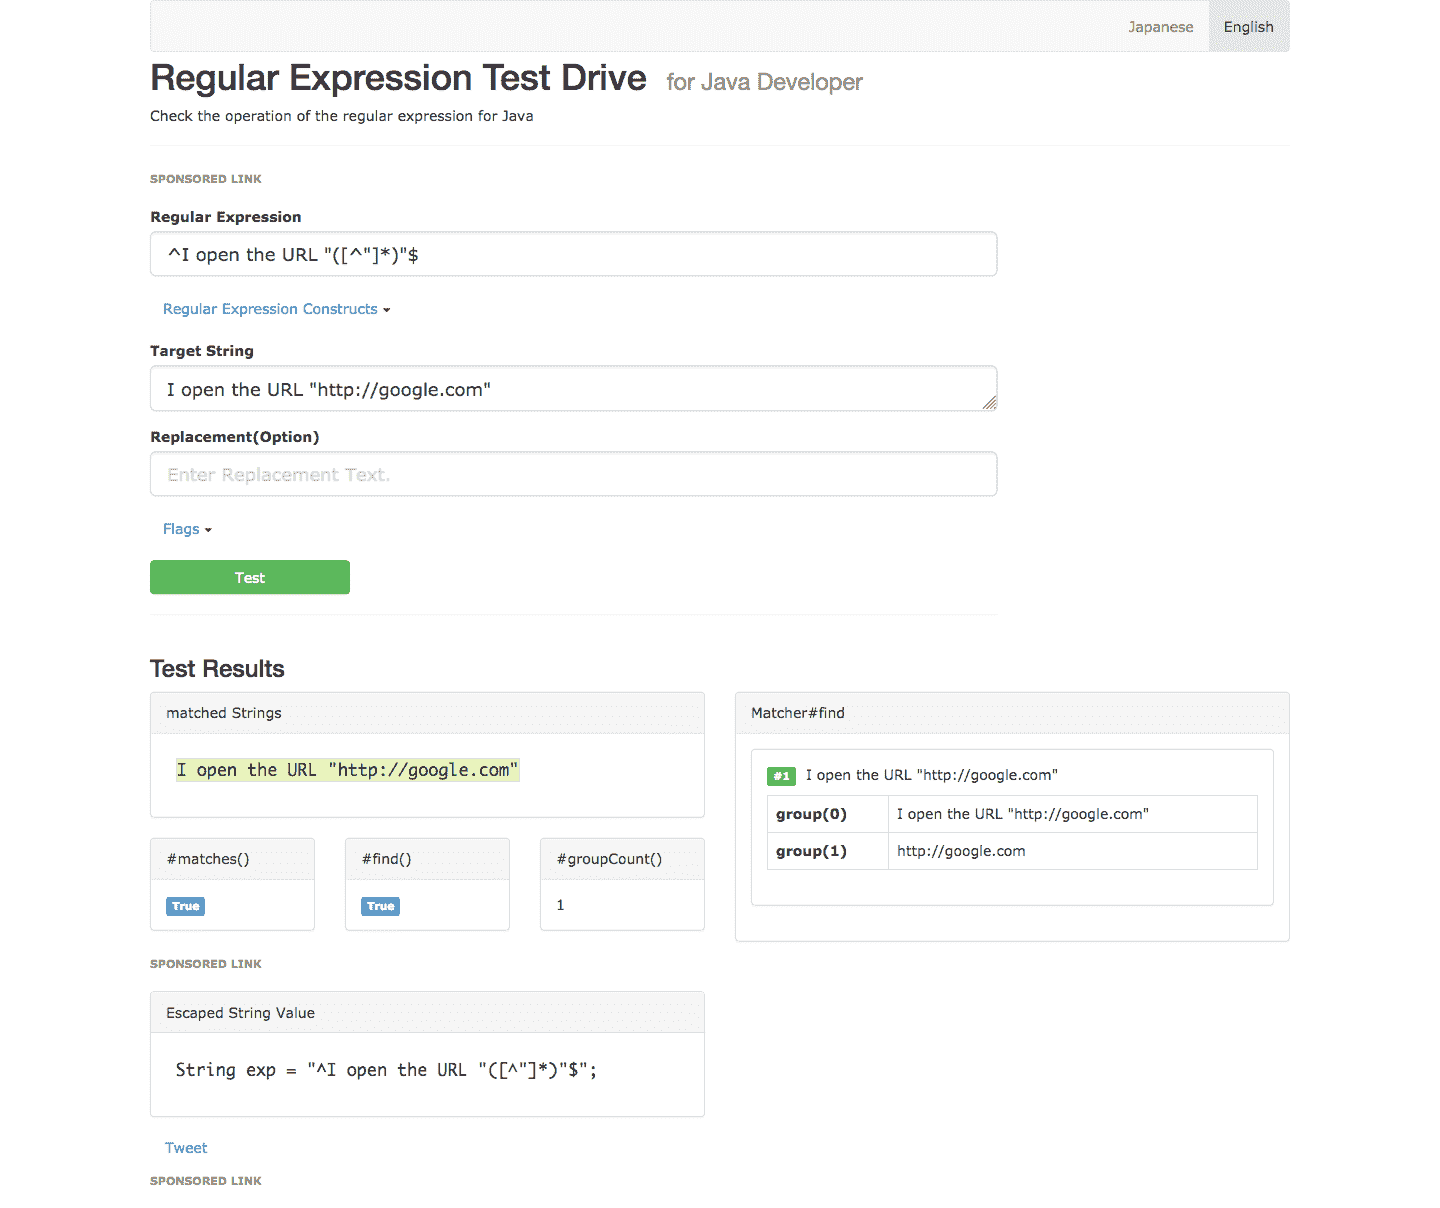 Japanese English
Regular Expression Test Drive for Java Developer
Check the operation of the regular expression for Java
SPONSORED LINK
Regular Expression
^I open the URL "([^"]*)"$
Regular Expression Constructs
Target String
I open the URL "http://google.com"
Replacement(Option)
Enter Replacement Text.
Flags
Test
Test Results
matched Strings
I open the URL "http://google.com"
#matches() #find() #groupCount()
True True 1
Matcher#find
#1 I open the URL "http://google.com"
group(0) I open the URL "http://google.com"
group(1) http://google.com
SPONSORED LINK
Escaped String Value
String exp = "^I open the URL "([^"]*)"$";
Tweet
SPONSORED LINK